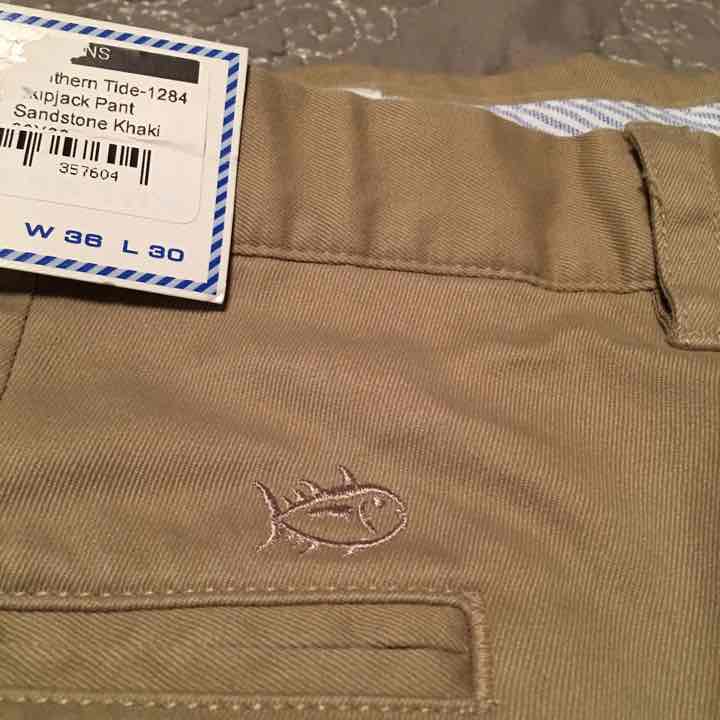 NS
thern Tide-1284
kipjack Pant
Sandstone Khaki
357604
W 36 L 30